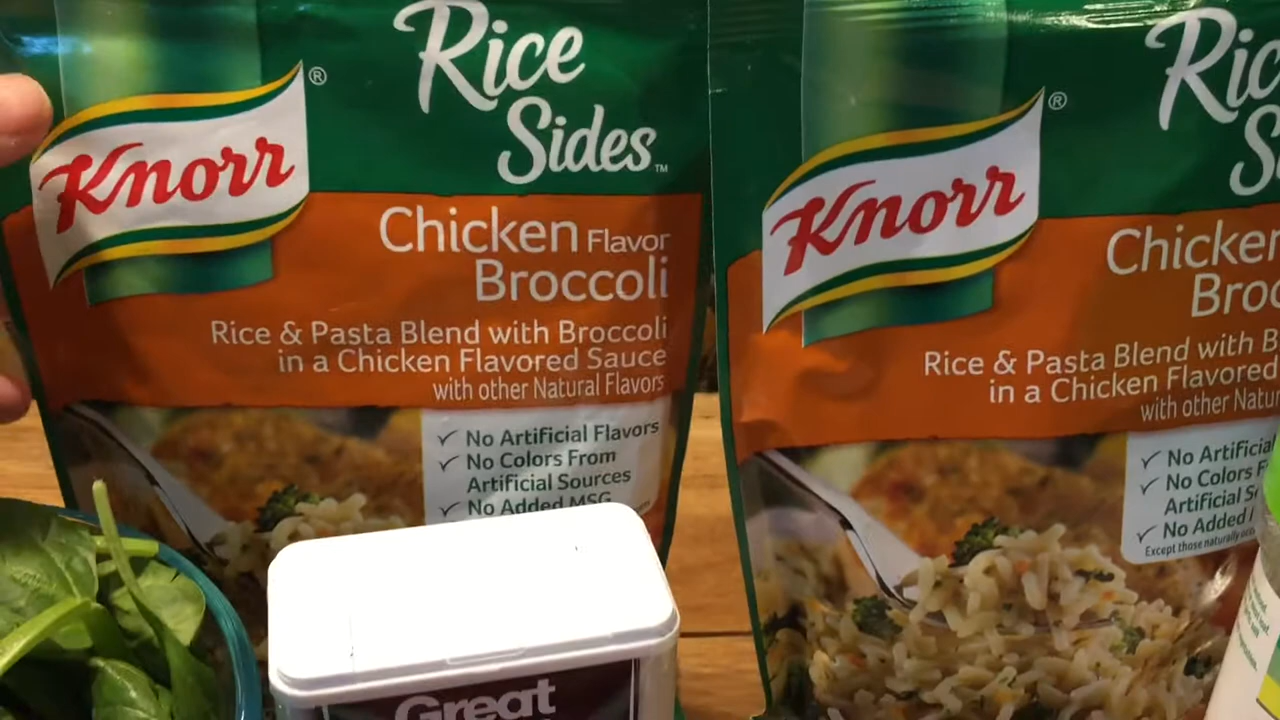 Rice
Sides™
Knorr®
Chicken Flavor
Broccoli
Rice & Pasta Blend with Broccoli
in a Chicken Flavored Sauce
with other Natural Flavors
✓ No Artificial Flavors
✓ No Colors From
Artificial Sources
✓ No Added MSG
Great
Ric
S
Knorr®
Chicken
Broc
Rice & Pasta Blend with B
in a Chicken Flavored
with other Natur
✓ No Artificial
✓ No Colors F
Artificial S
✓ No Added
Except those naturally occ